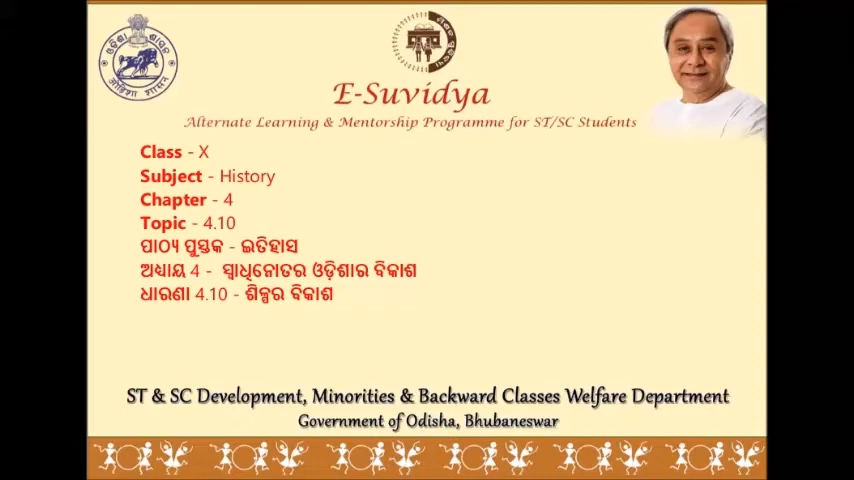 E-Suvidya
Alternate Learning & Mentorship Programme for ST/SC Students
Class - X
Subject - History
Chapter - 4
Topic - 4.10
ପାଠ୍ୟ ପୁସ୍ତକ - ଇତିହାସ
ଅଧ୍ୟାୟ 4 - ସ୍ୱାଧିନୋତର ଓଡ଼ିଶାର ବିକାଶ
ଧାରଣା 4.10 - ଶିଳ୍ପର ବିକାଶ
ST & SC Development, Minorities & Backward Classes Welfare Department
Government of Odisha, Bhubaneswar